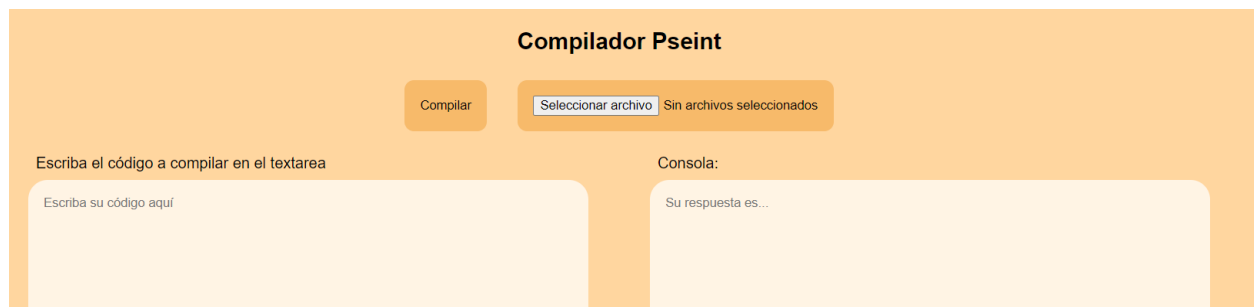 Compilador Pseint
Compilar
Seleccionar archivo Sin archivos seleccionados
Escriba el código a compilar en el textarea
Consola:
Escriba su código aquí
Su respuesta es...